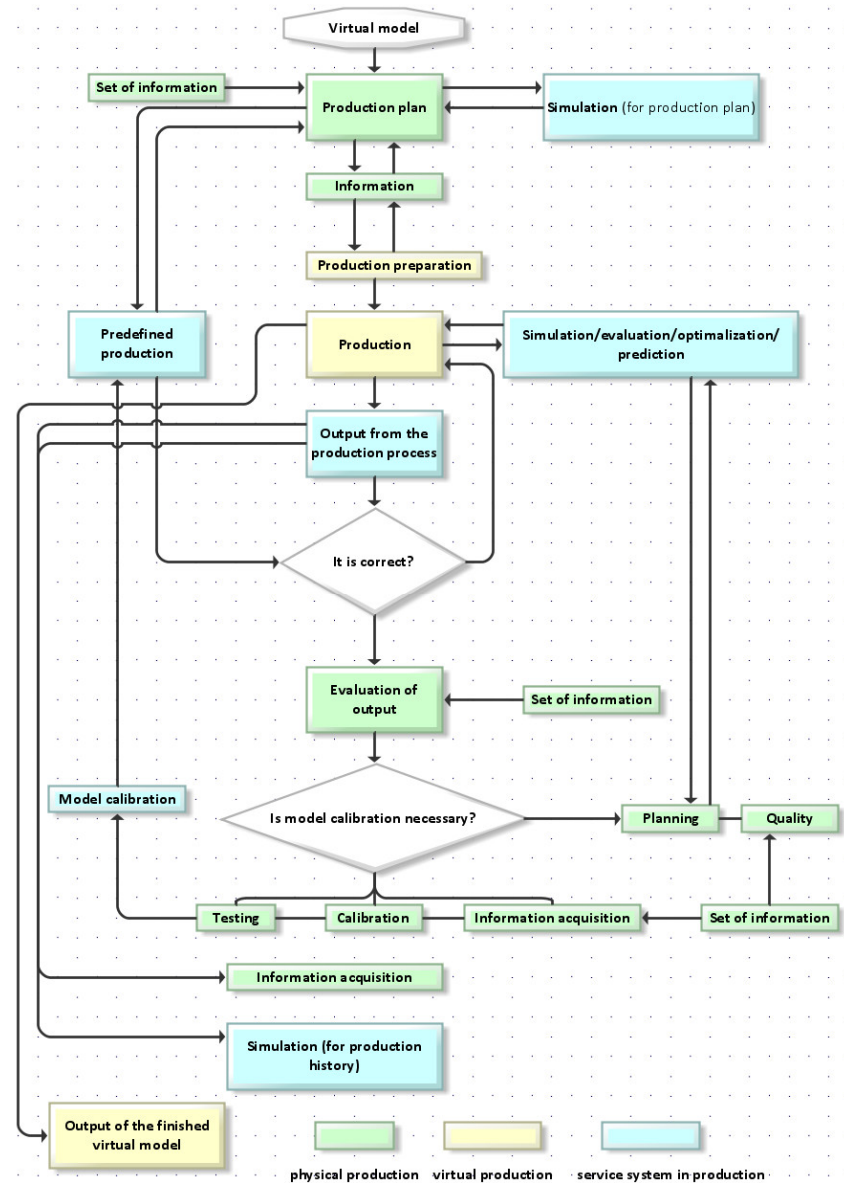 Virtual model
Set of information
Production plan
Simulation (for production plan)
Information
Production preparation
Predefined
production
Production
Simulation/evaluation/optimalization/
prediction
Output from the
production process
It is correct?
Evaluation of
output
Set of information
Model calibration
Is model calibration necessary?
Planning
Quality
Testing
Calibration
Information acquisition
Set of information
Information acquisition
Simulation (for production
history)
Output of the finished
virtual model
physical production
virtual production
service system in production